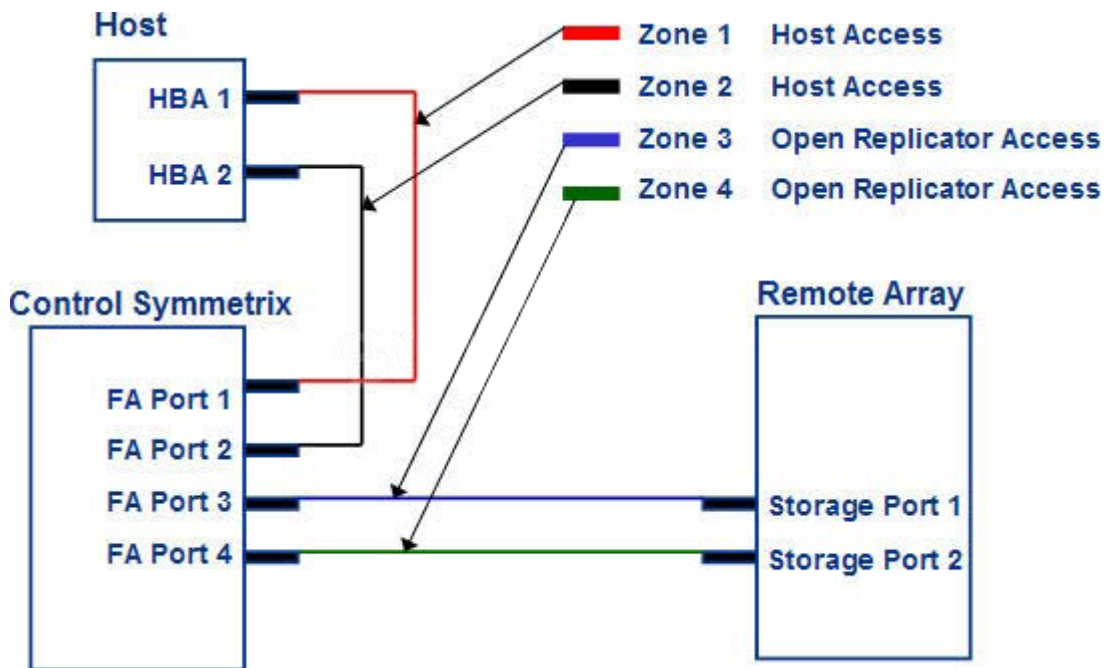 Host
HBA 1
HBA 2
Zone 1 Host Access
Zone 2 Host Access
Zone 3 Open Replicator Access
Zone 4 Open Replicator Access
Control Symmetrix
FA Port 1
FA Port 2
FA Port 3
FA Port 4
Remote Array
Storage Port 1
Storage Port 2